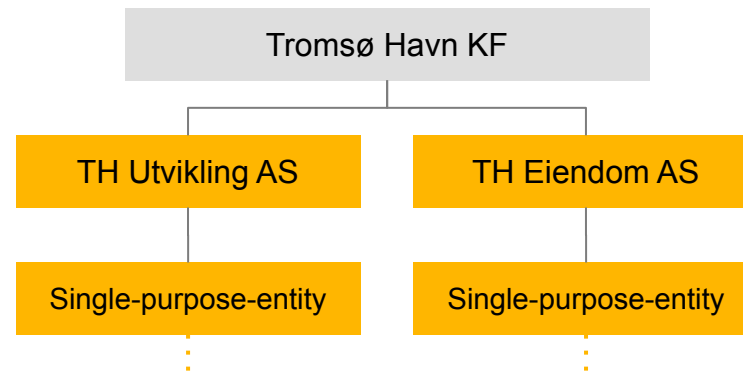 Tromsø Havn KF
TH Utvikling AS
TH Eiendom AS
Single-purpose-entity
Single-purpose-entity